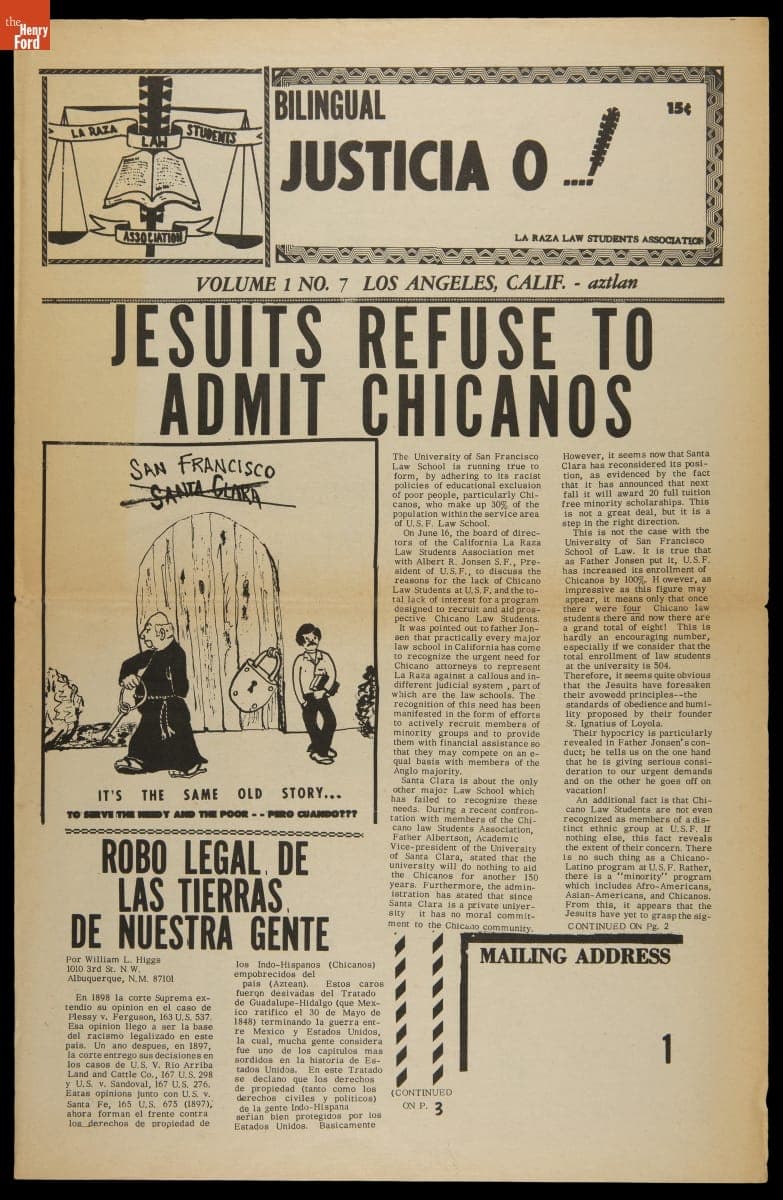 the
Henry
Ford
LA RAZA LAW STUDENTS
ASSOCIATION
BILINGUAL
15¢
JUSTICIA O ...!
LA RAZA LAW STUDENTS ASSOCIATION
VOLUME 1 NO. 7 LOS ANGELES, CALIF. - aztlan
JESUITS REFUSE TO
ADMIT CHICANOS
SAN FRANCISCO
SANTA CLARA
IT'S THE SAME OLD STORY...
TO SERVE THE NEEDY AND THE POOR - - PERO CUANDO???
The University of San Francisco
Law School is running true to
form, by adhering to its racist
policies of educational exclusion
of poor people, particularly Chi-
canos, who make up 30% of the
population within the service area
of U.S.F. Law School.
On June 16, the board of direc-
tors of the California La Raza
Law Students Association met
with Albert R. Jonsen S.F., Pre-
sident of U.S.F., to discuss the
reasons for the lack of Chicano
Law Students at U.S.F. and the to-
tal lack of interest for a program
designed to recruit and aid pros-
pective Chicano Law Students.
It was pointed out to father Jon-
sen that practically every major
law school in California has come
to recognize the urgent need for
Chicano attorneys to represent
La Raza against a callous and in-
different judicial system , part of
which are the law schools. The
recognition of this need has been
manifested in the form of efforts
to actively recruit members of
minority groups and to provide
them with financial assistance so
that they may compete on an e-
qual basis with members of the
Anglo majority.
Santa Clara is about the only
other major Law School which
has failed to recognize these
needs. During a recent confron-
tation with members of the Chi-
cano law Students Association,
Father Albertson, Academic
Vice-president of the University
of Santa Clara, stated that the
university will do nothing to aid
the Chicanos for another 150
years. Furthermore, the admin-
istration has stated that since
Santa Clara is a private univer-
sity it has no moral commit-
ment to the Chicano community.
However, it seems now that Santa
Clara has reconsidered its posi-
tion, as evidenced by the fact
that it has announced that next
fall it will award 20 full tuition
free minority scholarships. This
is not a great deal, but it is a
step in the right direction.
This is not the case with the
University of San Francisco
School of Law. It is true that
as Father Jonsen put it, U.S.F.
has increased its enrollment of
Chicanos by 100%. H owever, as
impressive as this figure may
appear, it means only that once
there were four Chicano law
students there and now there are
a grand total of eight! This is
hardly an encouraging number,
especially if we consider that the
total enrollment of law students
at the university is 504.
Therefore, it seems quite obvious
that the Jesuits have foresaken
their avowedd principles--the
standards of obedience and humi-
lity proposed by their founder
St. Ignatius of Loyola.
Their hypocricy is particularly
revealed in Father Jonsen's con-
duct; he tells us on the one hand
that he is giving serious consi-
deration to our urgent demands
and on the other he goes off on
vacation!
An additional fact is that Chi-
cano Law Students are not even
recognized as members of a dis-
tinct ethnic group at U.S.F. If
nothing else, this fact reveals
the extent of their concern. There
is no such thing as a Chicano-
Latino program at U.S.F. Rather,
there is a "minority" program
which includes Afro-Americans,
Asian-Americans, and Chicanos.
From this, it appears that the
Jesuits have yet to grasp the sig-
CONTINUED ON Pg. 2
ROBO LEGAL DE
LAS TIERRAS
DE NUESTRA GENTE
Por William L. Higgs
1010 3rd St. N.W.
Albuquerque, N.M. 87101
En 1898 la corte Suprema ex-
tendio su opinion en el caso de
Plessy v. Ferguson, 163 U.S. 537.
Esa opinion llego a ser la base
del racismo legalizado en este
pais. Un ano despues, en 1897,
la corte entrego sus decisiones en
los casos de U.S. V. Rio Arriba
Land and Cattle Co., 167 U.S. 298
y U.S. v. Sandoval, 167 U.S. 276.
Eatas opinions junto con U.S. v.
Santa Fe, 165 U.S. 675 (1897),
ahora forman el frente contra
los derechos de propiedad de
los Indo-Hispanos (Chicanos)
empobrecidos del
pais (Aztean). Estos caros
fuerqn desivadas del Tratado
de Guadalupe-Hidalgo (que Mex-
ico ratifico el 30 de Mayo de
1848) terminando la guerra ent-
re Mexico y Estados Unidos,
la cual, mucha gente considera
fue uno de los capitulos mas
sordidos en la historia de Es-
tados Unidos. En este Tratado
se declano que los derechos
de propiedad (tanto como los
derechos civiles y politicos)
de la gente Indo-Hispana
serian bien protegidos por los
Estados Unidos. Basicamente
(CONTINUED
ON P. 3
MAILING ADDRESS
1